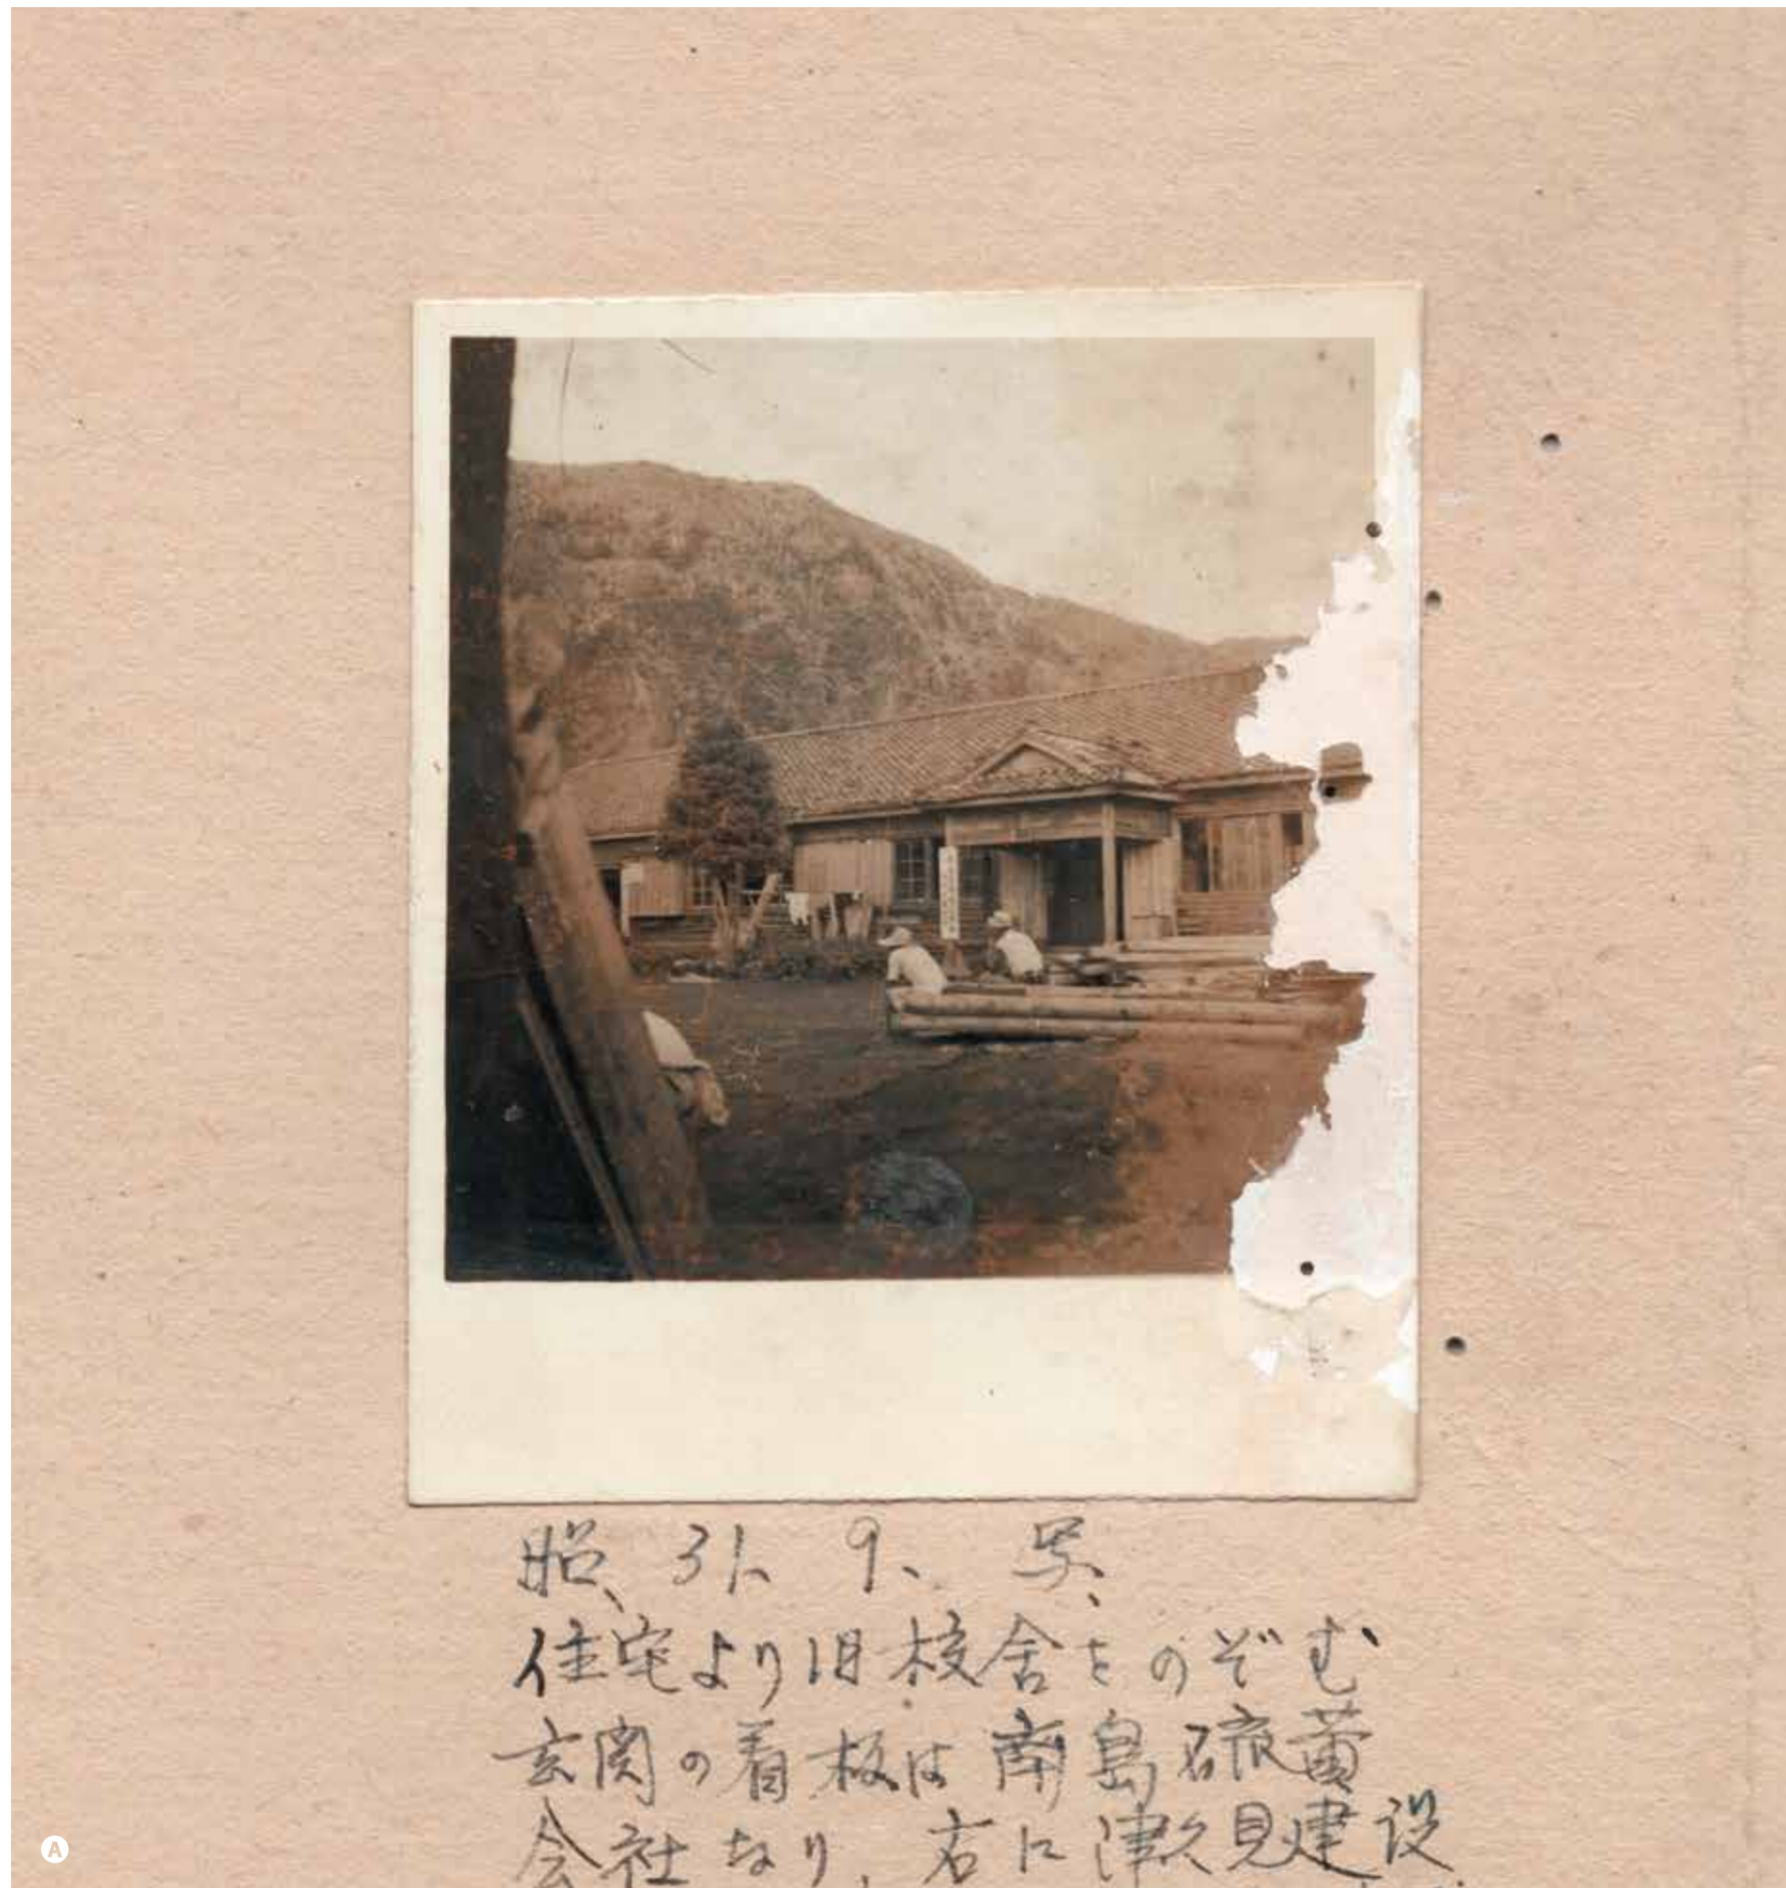 昭、31、9、写、
住宅より旧校舎をのぞむ
玄関の看板は南島硫黄
会社なり、右に津久見建設
A